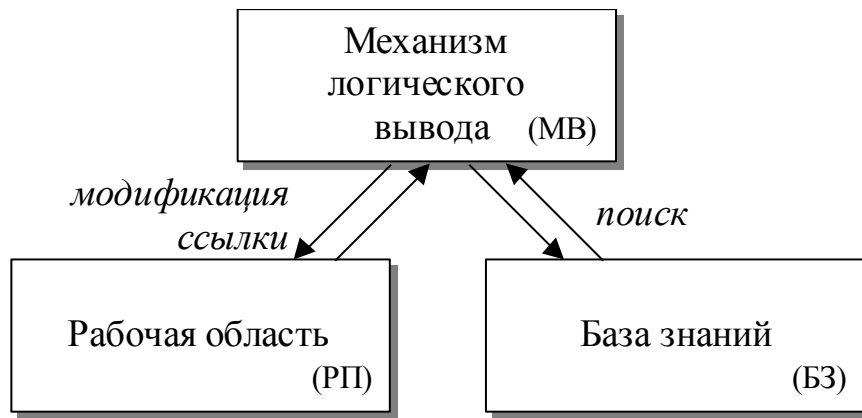 Механизм
логического
вывода (МВ)
модификация
ссылки
поиск
Рабочая область
(РП)
База знаний
(БЗ)